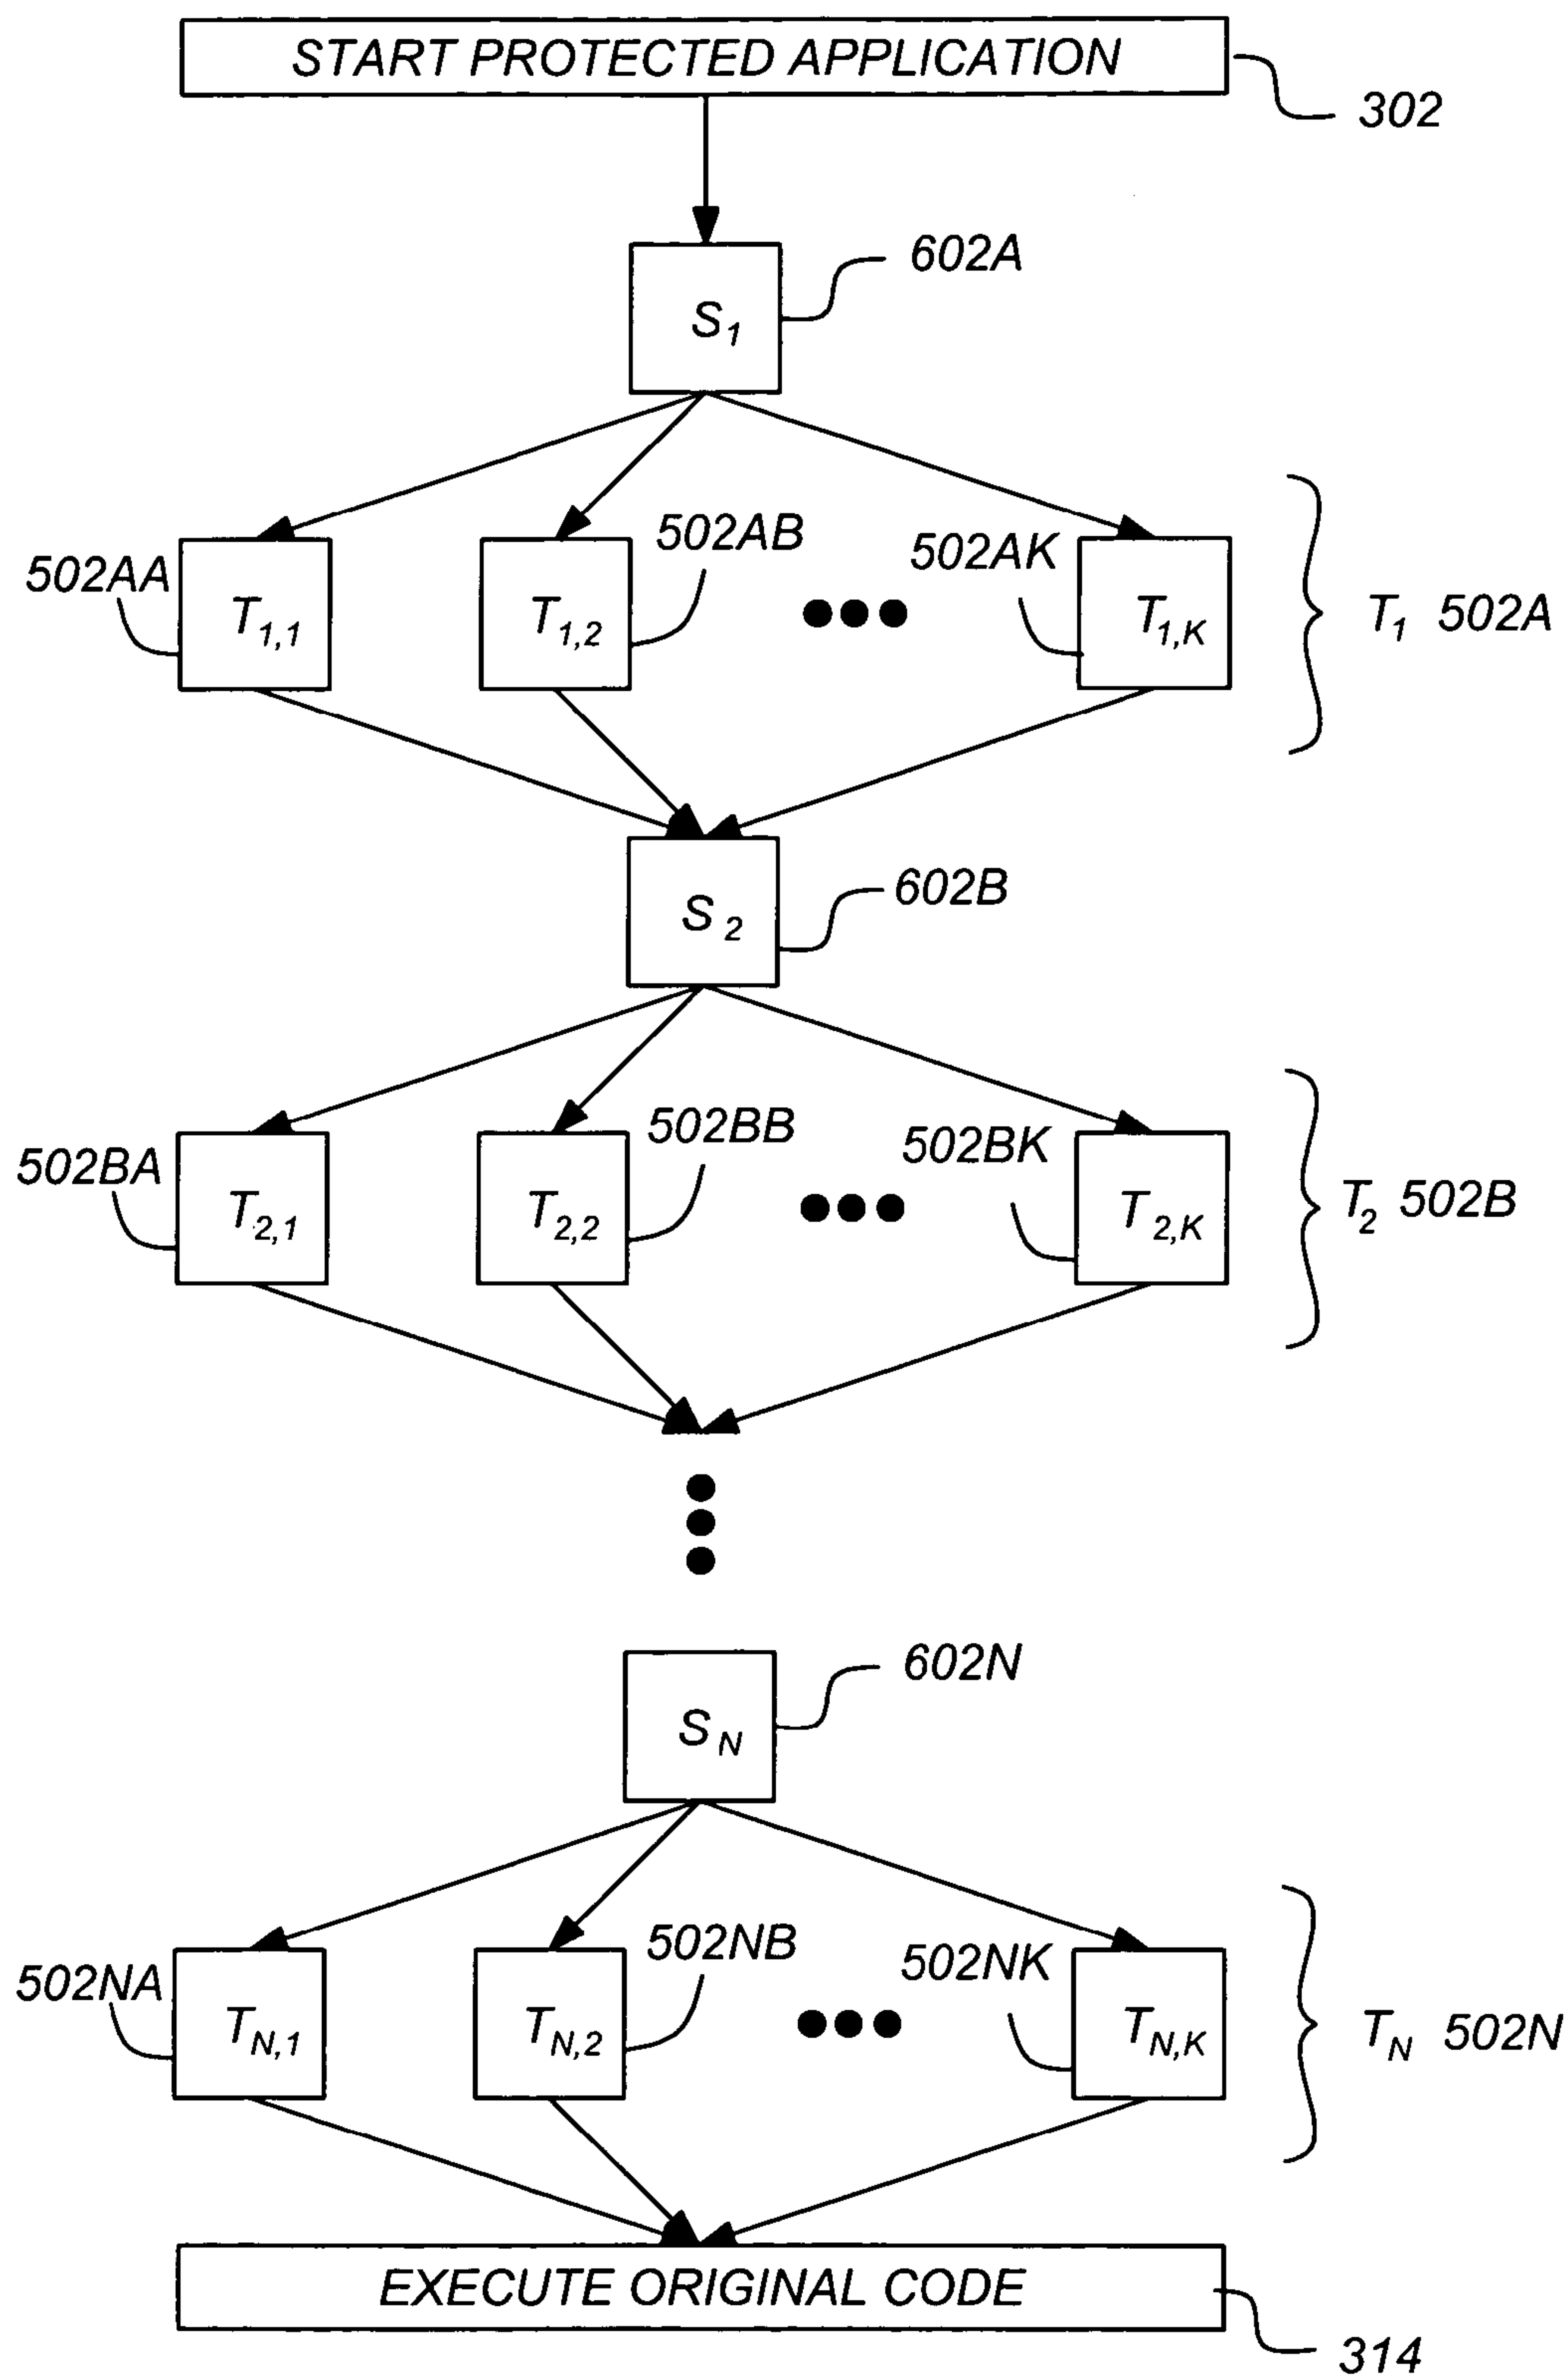 START PROTECTED APPLICATION
302
602A
S1
502AA
T1,1
502AB
T1,2
502AK
T1,K
T1 502A
602B
S2
502BA
T2,1
502BB
T2,2
502BK
T2,K
T2 502B
602N
SN
502NA
TN,1
502NB
TN,2
502NK
TN,K
TN 502N
EXECUTE ORIGINAL CODE
314